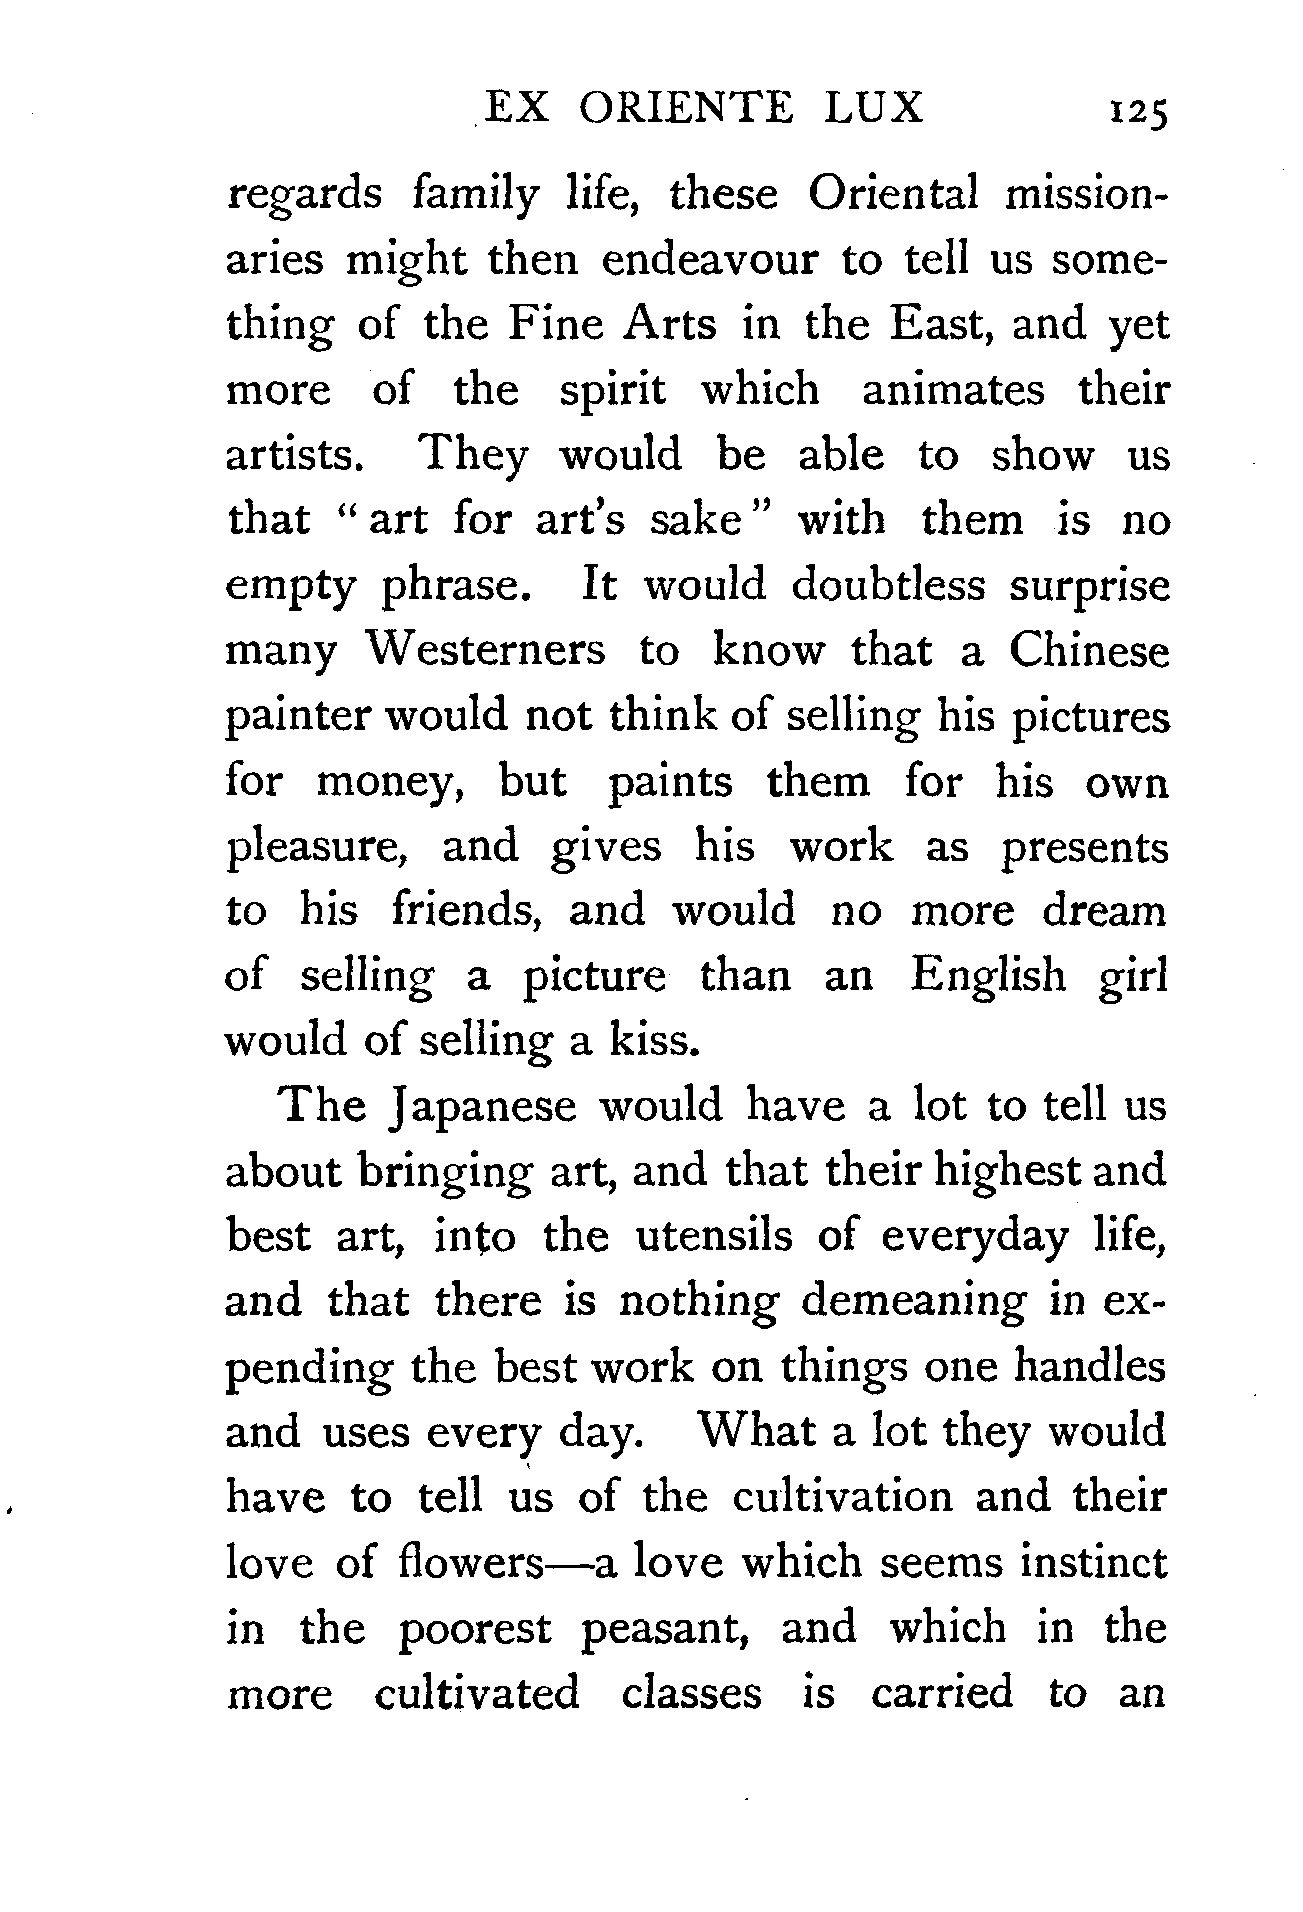 EX ORIENTE LUX 125
regards family life, these Oriental mission-
aries might then endeavour to tell us some-
thing of the Fine Arts in the East, and yet
more of the spirit which animates their
artists. They would be able to show us
that “ art for art’s sake ” with them is no
empty phrase. It would doubtless surprise
many Westerners to know that a Chinese
painter would not think of selling his pictures
for money, but paints them for his own
pleasure, and gives his work as presents
to his friends, and would no more dream
of selling a picture than an English girl
would of selling a kiss.
The Japanese would have a lot to tell us
about bringing art, and that their highest and
best art, into the utensils of everyday life,
and that there is nothing demeaning in ex-
pending the best work on things one handles
and uses every day. What a lot they would
have to tell us of the cultivation and their
love of flowers—a love which seems instinct
in the poorest peasant, and which in the
more cultivated classes is carried to an